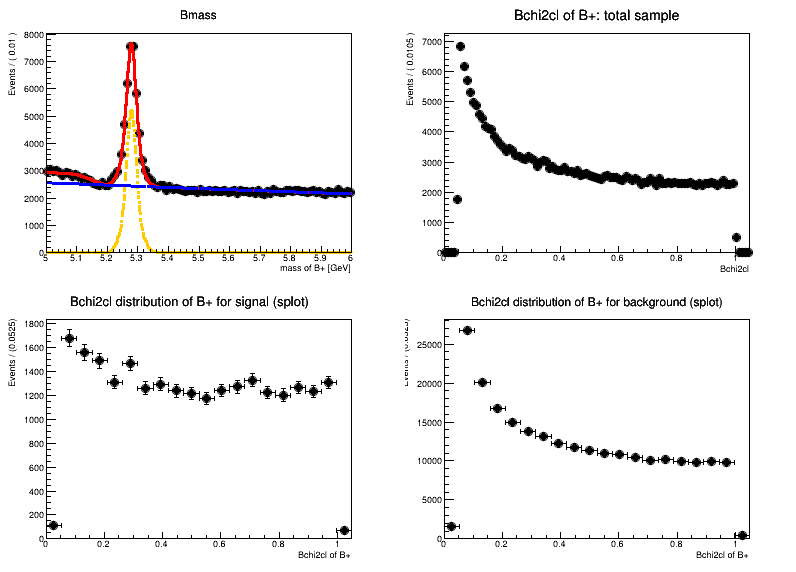 Bmass
Events / ( 0.01 )
8000
7000
6000
5000
4000
3000
2000
1000
0
5 5.1 5.2 5.3 5.4 5.5 5.6 5.7 5.8 5.9 6
mass of B+ [GeV]
Bchi2cl of B+: total sample
Events / ( 0.0105 )
7000
6000
5000
4000
3000
2000
1000
0
0 0.2 0.4 0.6 0.8 1
Bchi2cl
Bchi2cl distribution of B+ for signal (splot)
Events / (0.0525)
1800
1600
1400
1200
1000
800
600
400
200
0
0 0.2 0.4 0.6 0.8 1
Bchi2cl of B+
Bchi2cl distribution of B+ for background (splot)
Events / (0.0525)
25000
20000
15000
10000
5000
0
0 0.2 0.4 0.6 0.8 1
Bchi2cl of B+